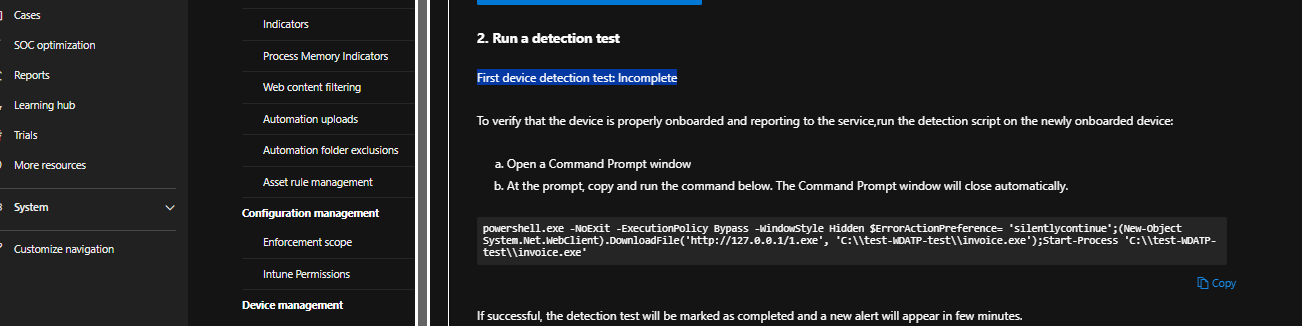 Cases
SOC optimization
Reports
Learning hub
Trials
More resources
System
Customize navigation
Indicators
Process Memory Indicators
Web content filtering
Automation uploads
Automation folder exclusions
Asset rule management
Configuration management
Enforcement scope
Intune Permissions
Device management
2. Run a detection test
First device detection test: Incomplete
To verify that the device is properly onboarded and reporting to the service,run the detection script on the newly onboarded device:
a. Open a Command Prompt window
b. At the prompt, copy and run the command below. The Command Prompt window will close automatically.
powershell.exe -NoExit -ExecutionPolicy Bypass -WindowStyle Hidden $ErrorActionPreference= 'silentlycontinue';(New-Object
System.Net.WebClient).DownloadFile('http://127.0.0.1/1.exe', 'C:\\test-WDATP-test\\invoice.exe');Start-Process 'C:\\test-WDATP-
test\\invoice.exe'
Copy
If successful, the detection test will be marked as completed and a new alert will appear in few minutes.